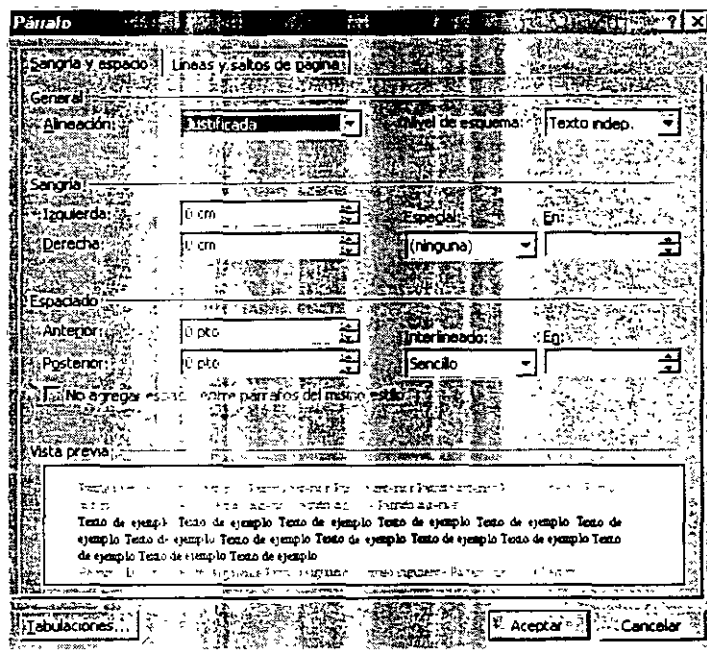 Párrafo ? X
Sangría y espacio Líneas y saltos de página
General
Alineación: Justificada Nivel de esquema: Texto indep.
Sangría
Izquierda: 0 cm Especial: En:
Derecha: 0 cm (ninguna)
Espaciado
Anterior: 0 pto Interlineado: En:
Posterior: 0 pto Sencillo
No agregar espacio entre párrafos del mismo estilo
Vista previa
Texto de ejemplo Texto de ejemplo Texto de ejemplo Texto de ejemplo Texto de ejemplo Texto de
ejemplo Texto de ejemplo Texto de ejemplo Texto de ejemplo Texto de ejemplo Texto de ejemplo Texto
de ejemplo Texto de ejemplo Texto de ejemplo
Tabulaciones... Aceptar Cancelar